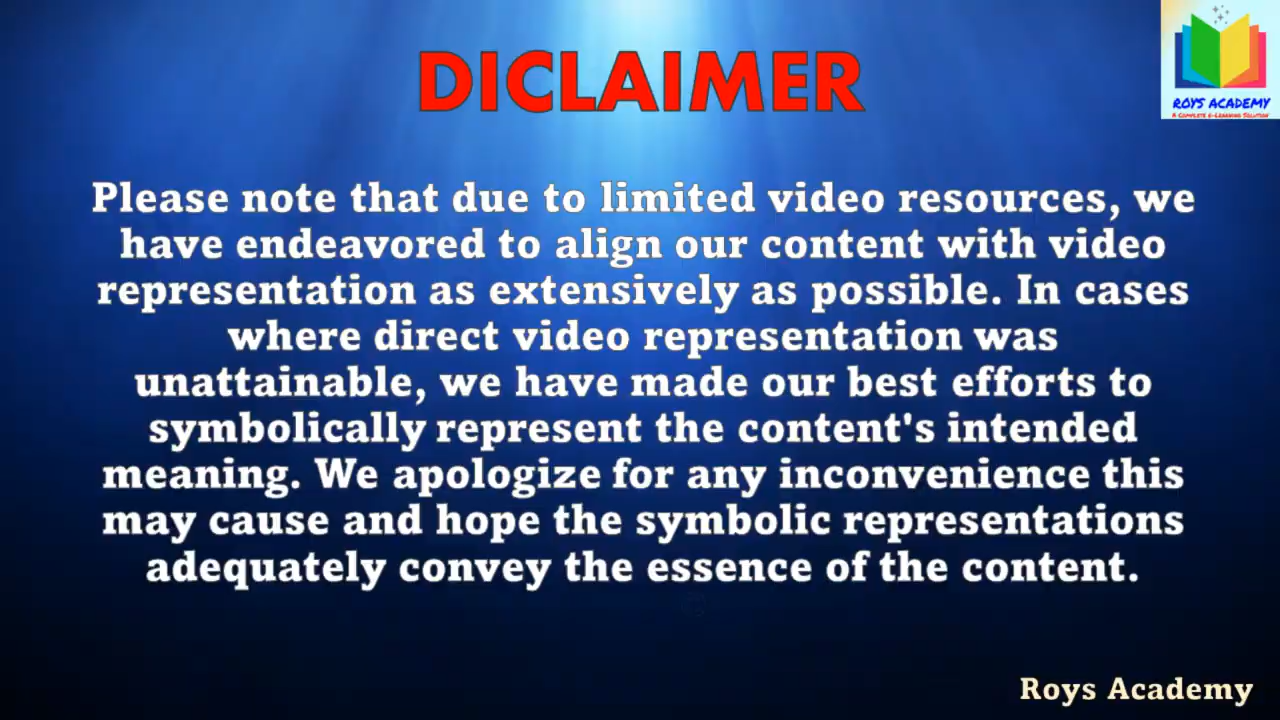 DICLAIMER
ROYS ACADEMY
A COMPLETE E-LEARNING SOLUTION
Please note that due to limited video resources, we
have endeavored to align our content with video
representation as extensively as possible. In cases
where direct video representation was
unattainable, we have made our best efforts to
symbolically represent the content's intended
meaning. We apologize for any inconvenience this
may cause and hope the symbolic representations
adequately convey the essence of the content.
Roys Academy